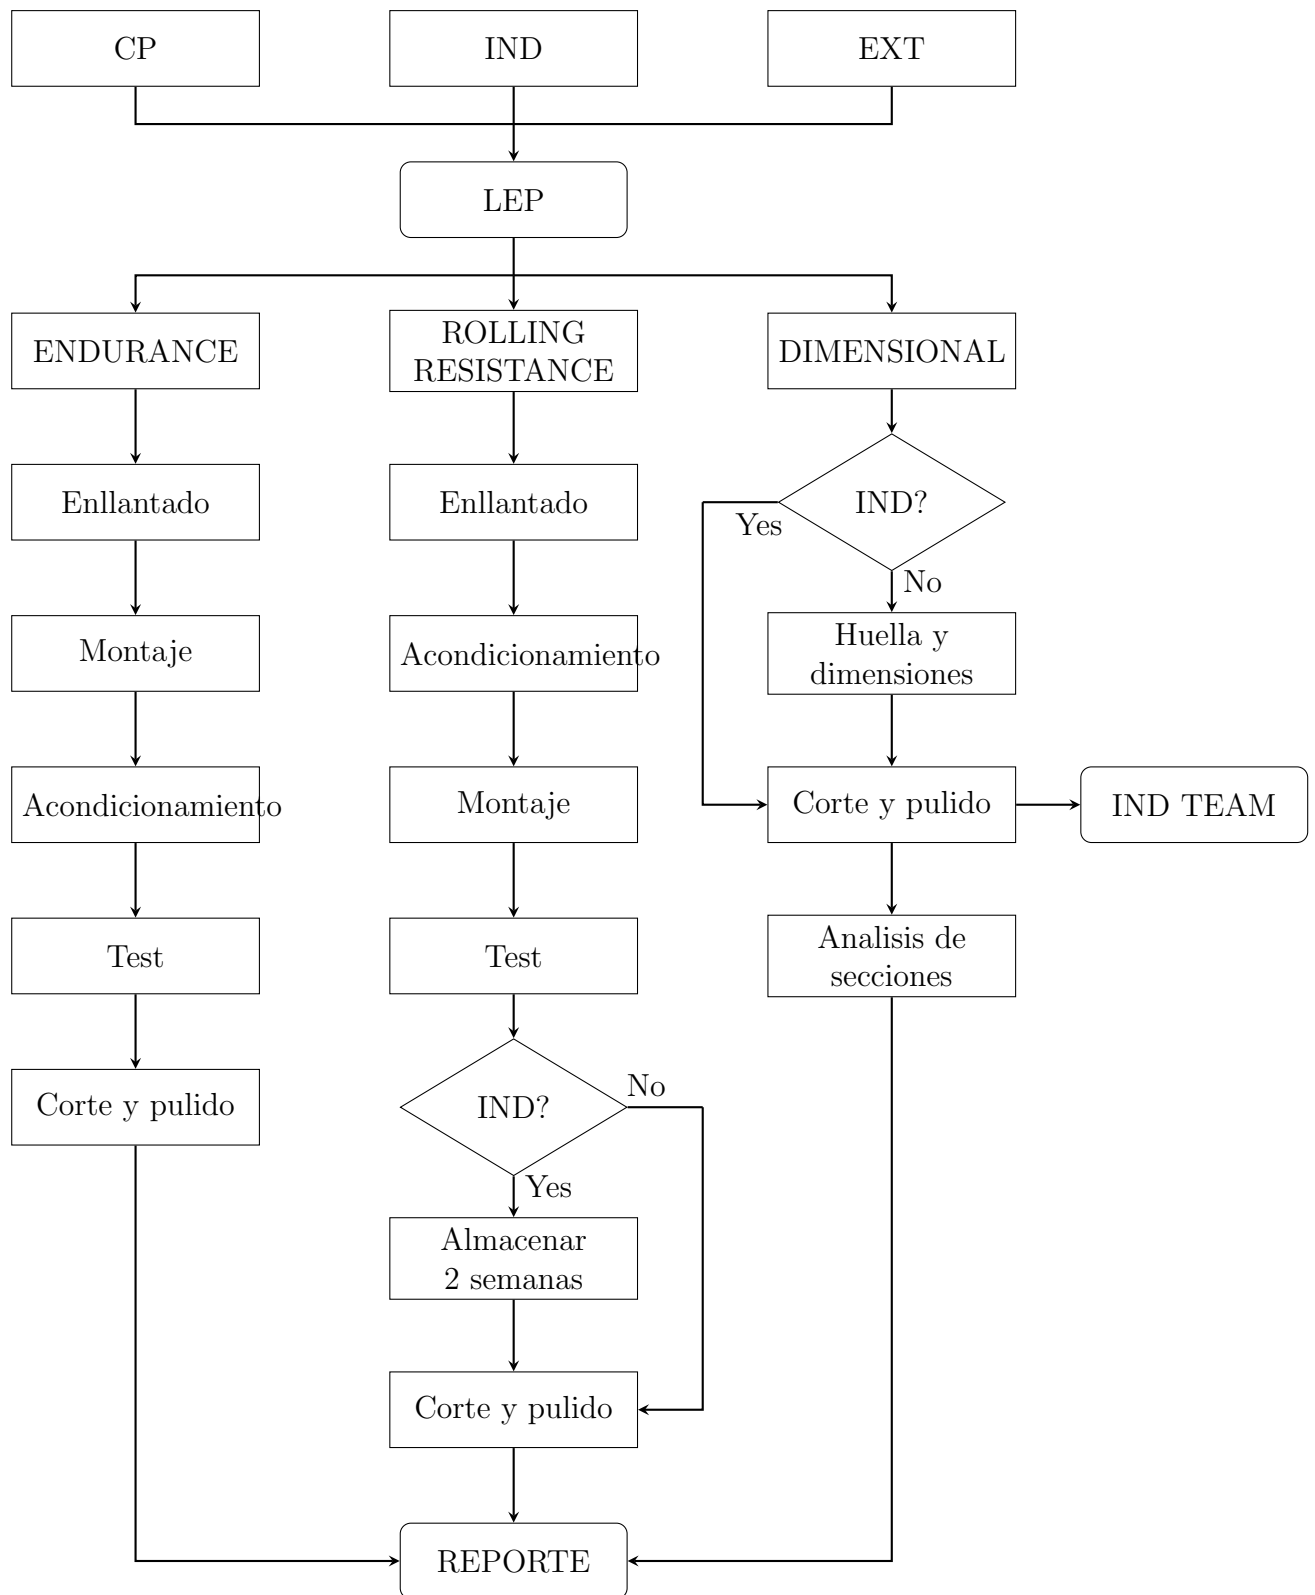 CP
IND
EXT
LEP
ENDURANCE
ROLLING
RESISTANCE
DIMENSIONAL
Enllantado
Enllantado
IND?
Yes
No
Montaje
Acondicionamiento
Huella y
dimensiones
Acondicionamiento
Montaje
Corte y pulido
IND TEAM
Test
Test
Analisis de
secciones
Corte y pulido
IND?
No
Yes
Almacenar
2 semanas
Corte y pulido
REPORTE